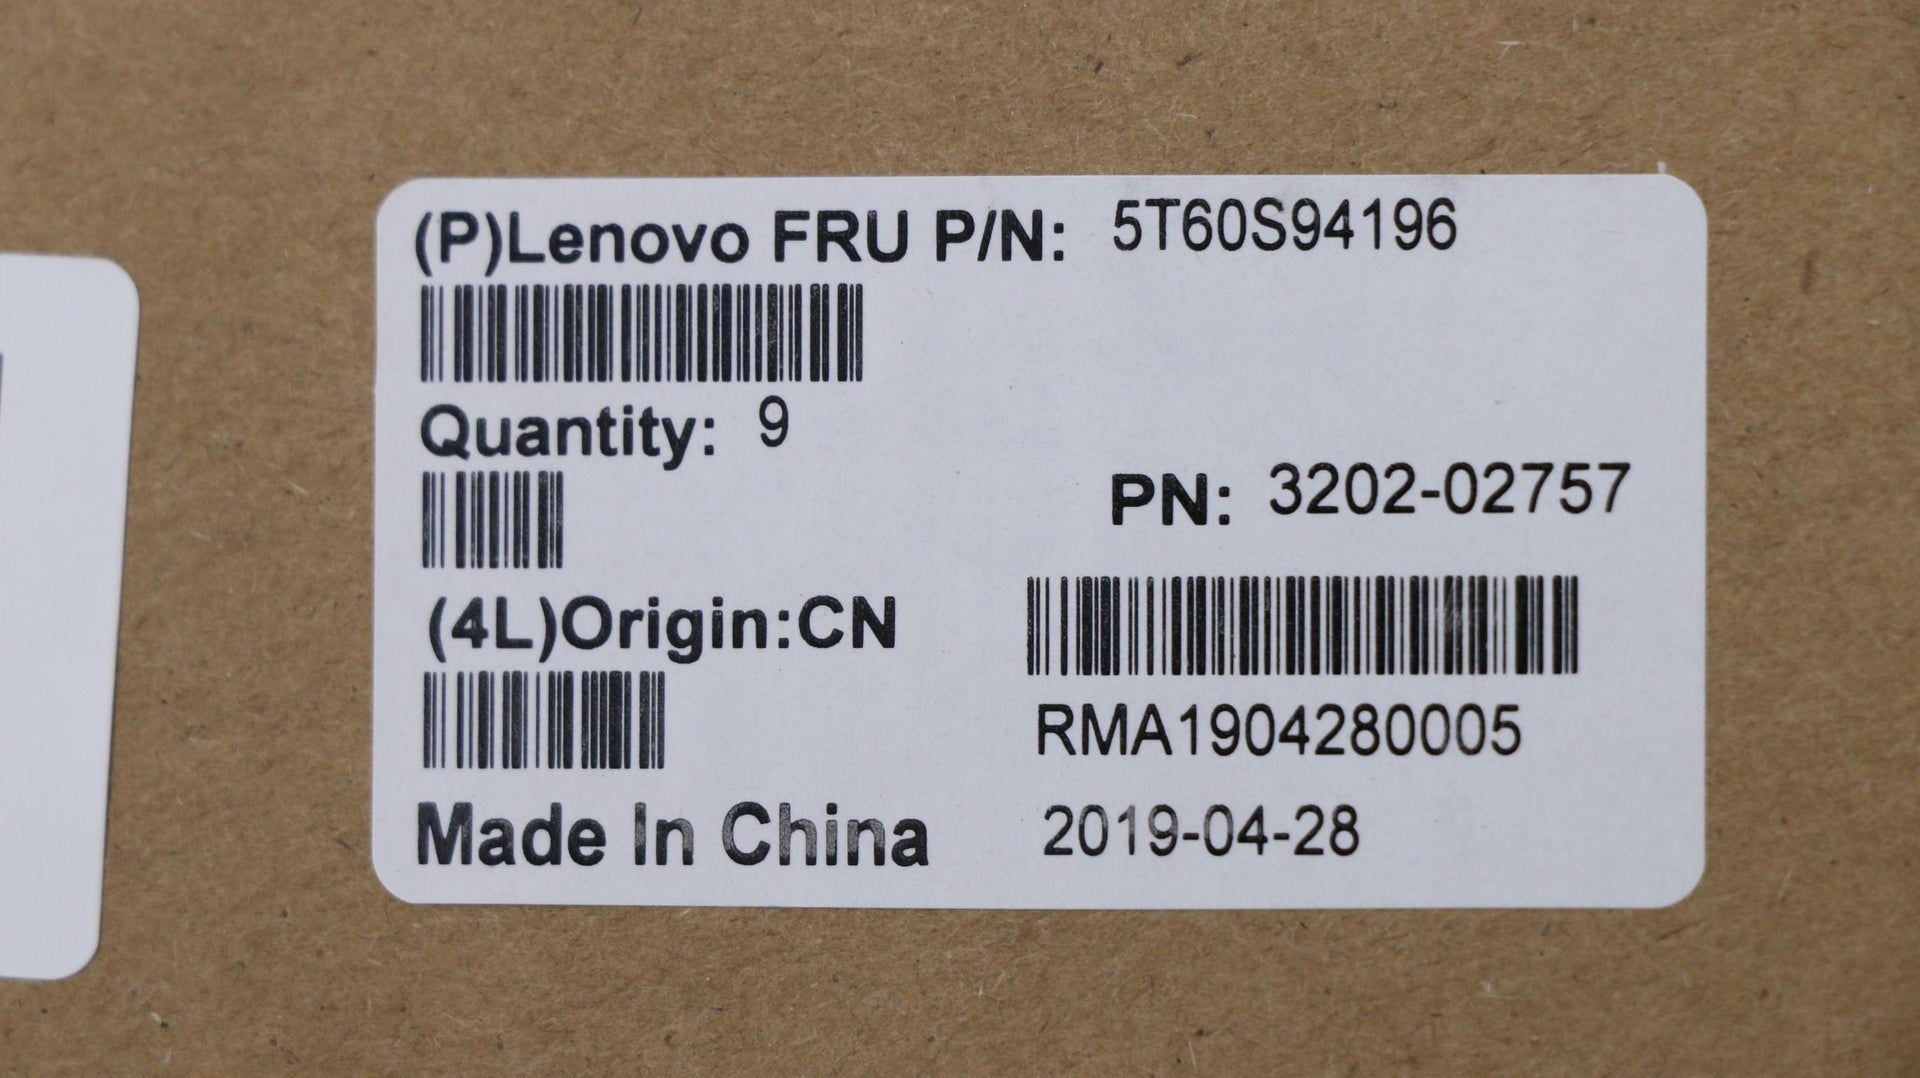 (P)Lenovo FRU P/N: 5T60S94196
Quantity: 9
PN: 3202-02757
(4L)Origin:CN
RMA1904280005
Made In China
2019-04-28